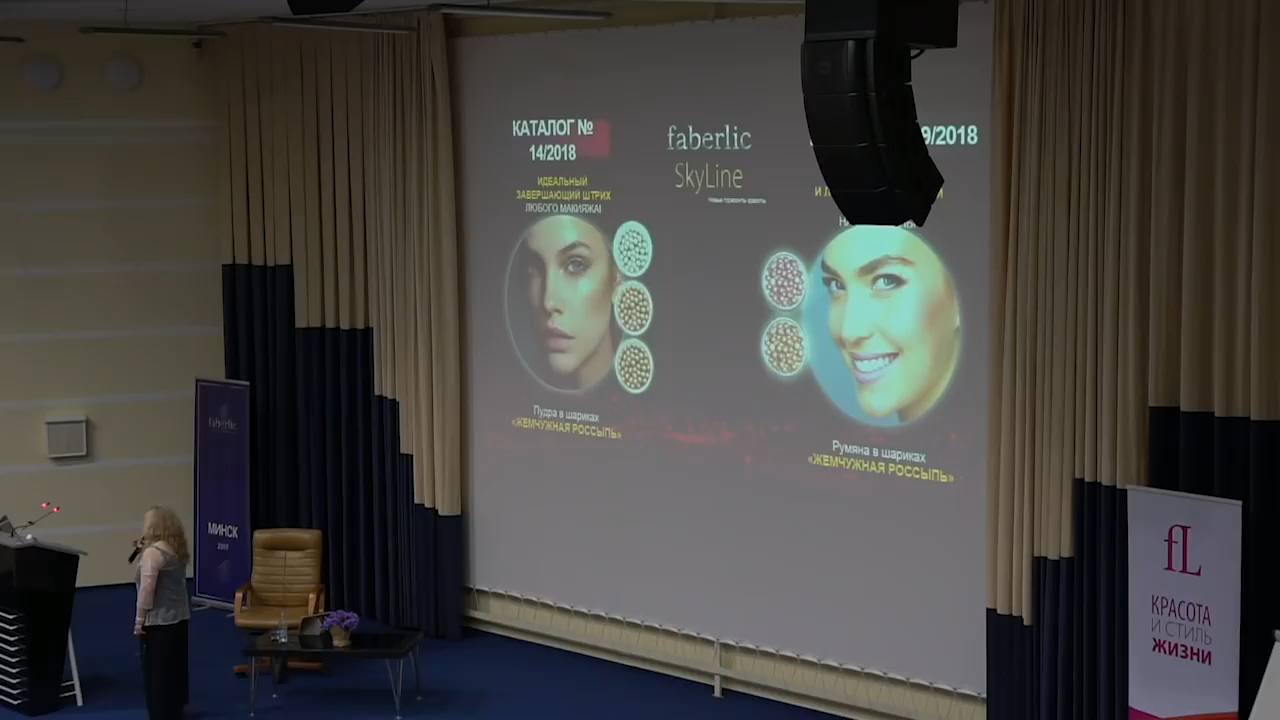 КАТАЛОГ №
14/2018
ИДЕАЛЬНЫЙ
ЗАВЕРШАЮЩИЙ ШТРИХ
ЛЮБОГО МАКИЯЖА!
Пудра в шариках
«ЖЕМЧУЖНАЯ РОССЫПЬ»
faberlic
SkyLine
9/2018
Румяна в шариках
«ЖЕМЧУЖНАЯ РОССЫПЬ»
faberlic
МИНСК
2017
fL
КРАСОТА
И СТИЛЬ
ЖИЗНИ